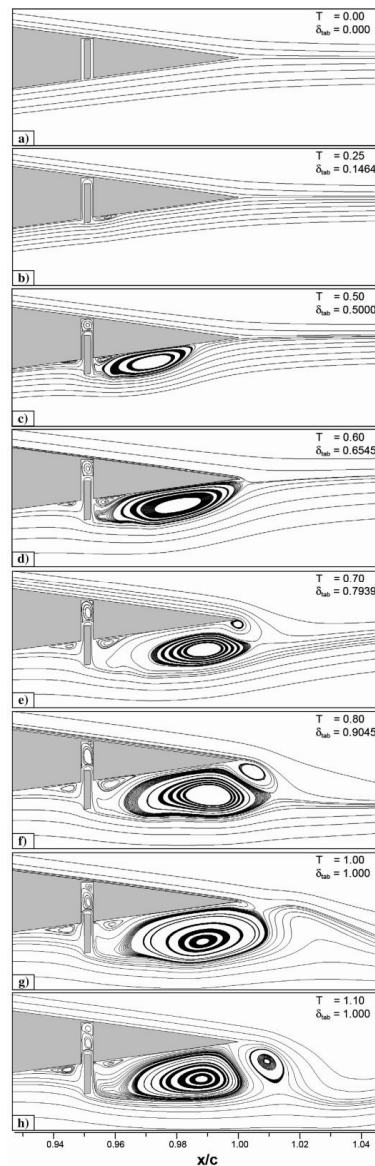 T = 0.00
δtab = 0.000
a)
T = 0.25
δtab = 0.1464
b)
T = 0.50
δtab = 0.5000
c)
T = 0.60
δtab = 0.6545
d)
T = 0.70
δtab = 0.7939
e)
T = 0.80
δtab = 0.9045
f)
T = 1.00
δtab = 1.000
g)
T = 1.10
δtab = 1.000
h)
0.94 0.96 0.98 1.00 1.02 1.04
x/c